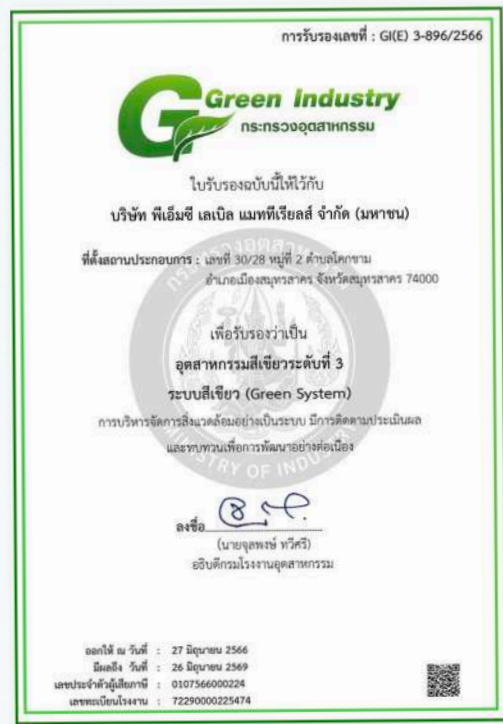 การรับรองเลขที่ : GI(E) 3-896/2566
Green Industry
กระทรวงอุตสาหกรรม
ใบรับรองฉบับนี้ให้ไว้กับ
บริษัท พีเอ็มซี เลเบิล แมททีเรียลส์ จำกัด (มหาชน)
ที่ตั้งสถานประกอบการ : เลขที่ 30/28 หมู่ที่ 2 ตำบลโคกขาม
อำเภอเมืองสมุทรสาคร จังหวัดสมุทรสาคร 74000
เพื่อรับรองว่าเป็น
อุตสาหกรรมสีเขียวระดับที่ 3
ระบบสีเขียว (Green System)
การบริหารจัดการสิ่งแวดล้อมอย่างเป็นระบบ มีการติดตามประเมินผล
และทบทวนเพื่อการพัฒนาอย่างต่อเนื่อง
กระทรวงอุตสาหกรรม
MINISTRY OF INDUSTRY
ลงชื่อ
(นายจุลพงษ์ ทวีศรี)
อธิบดีกรมโรงงานอุตสาหกรรม
ออกให้ ณ วันที่ : 27 มิถุนายน 2566
มีผลถึง วันที่ : 26 มิถุนายน 2569
เลขประจำตัวผู้เสียภาษี : 0107566000224
เลขทะเบียนโรงงาน : 72290000225474